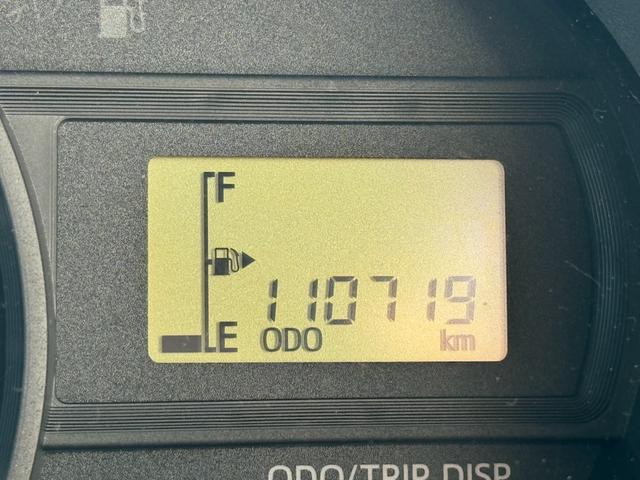 F
110719
E ODO km
ODO/TRIP DISP